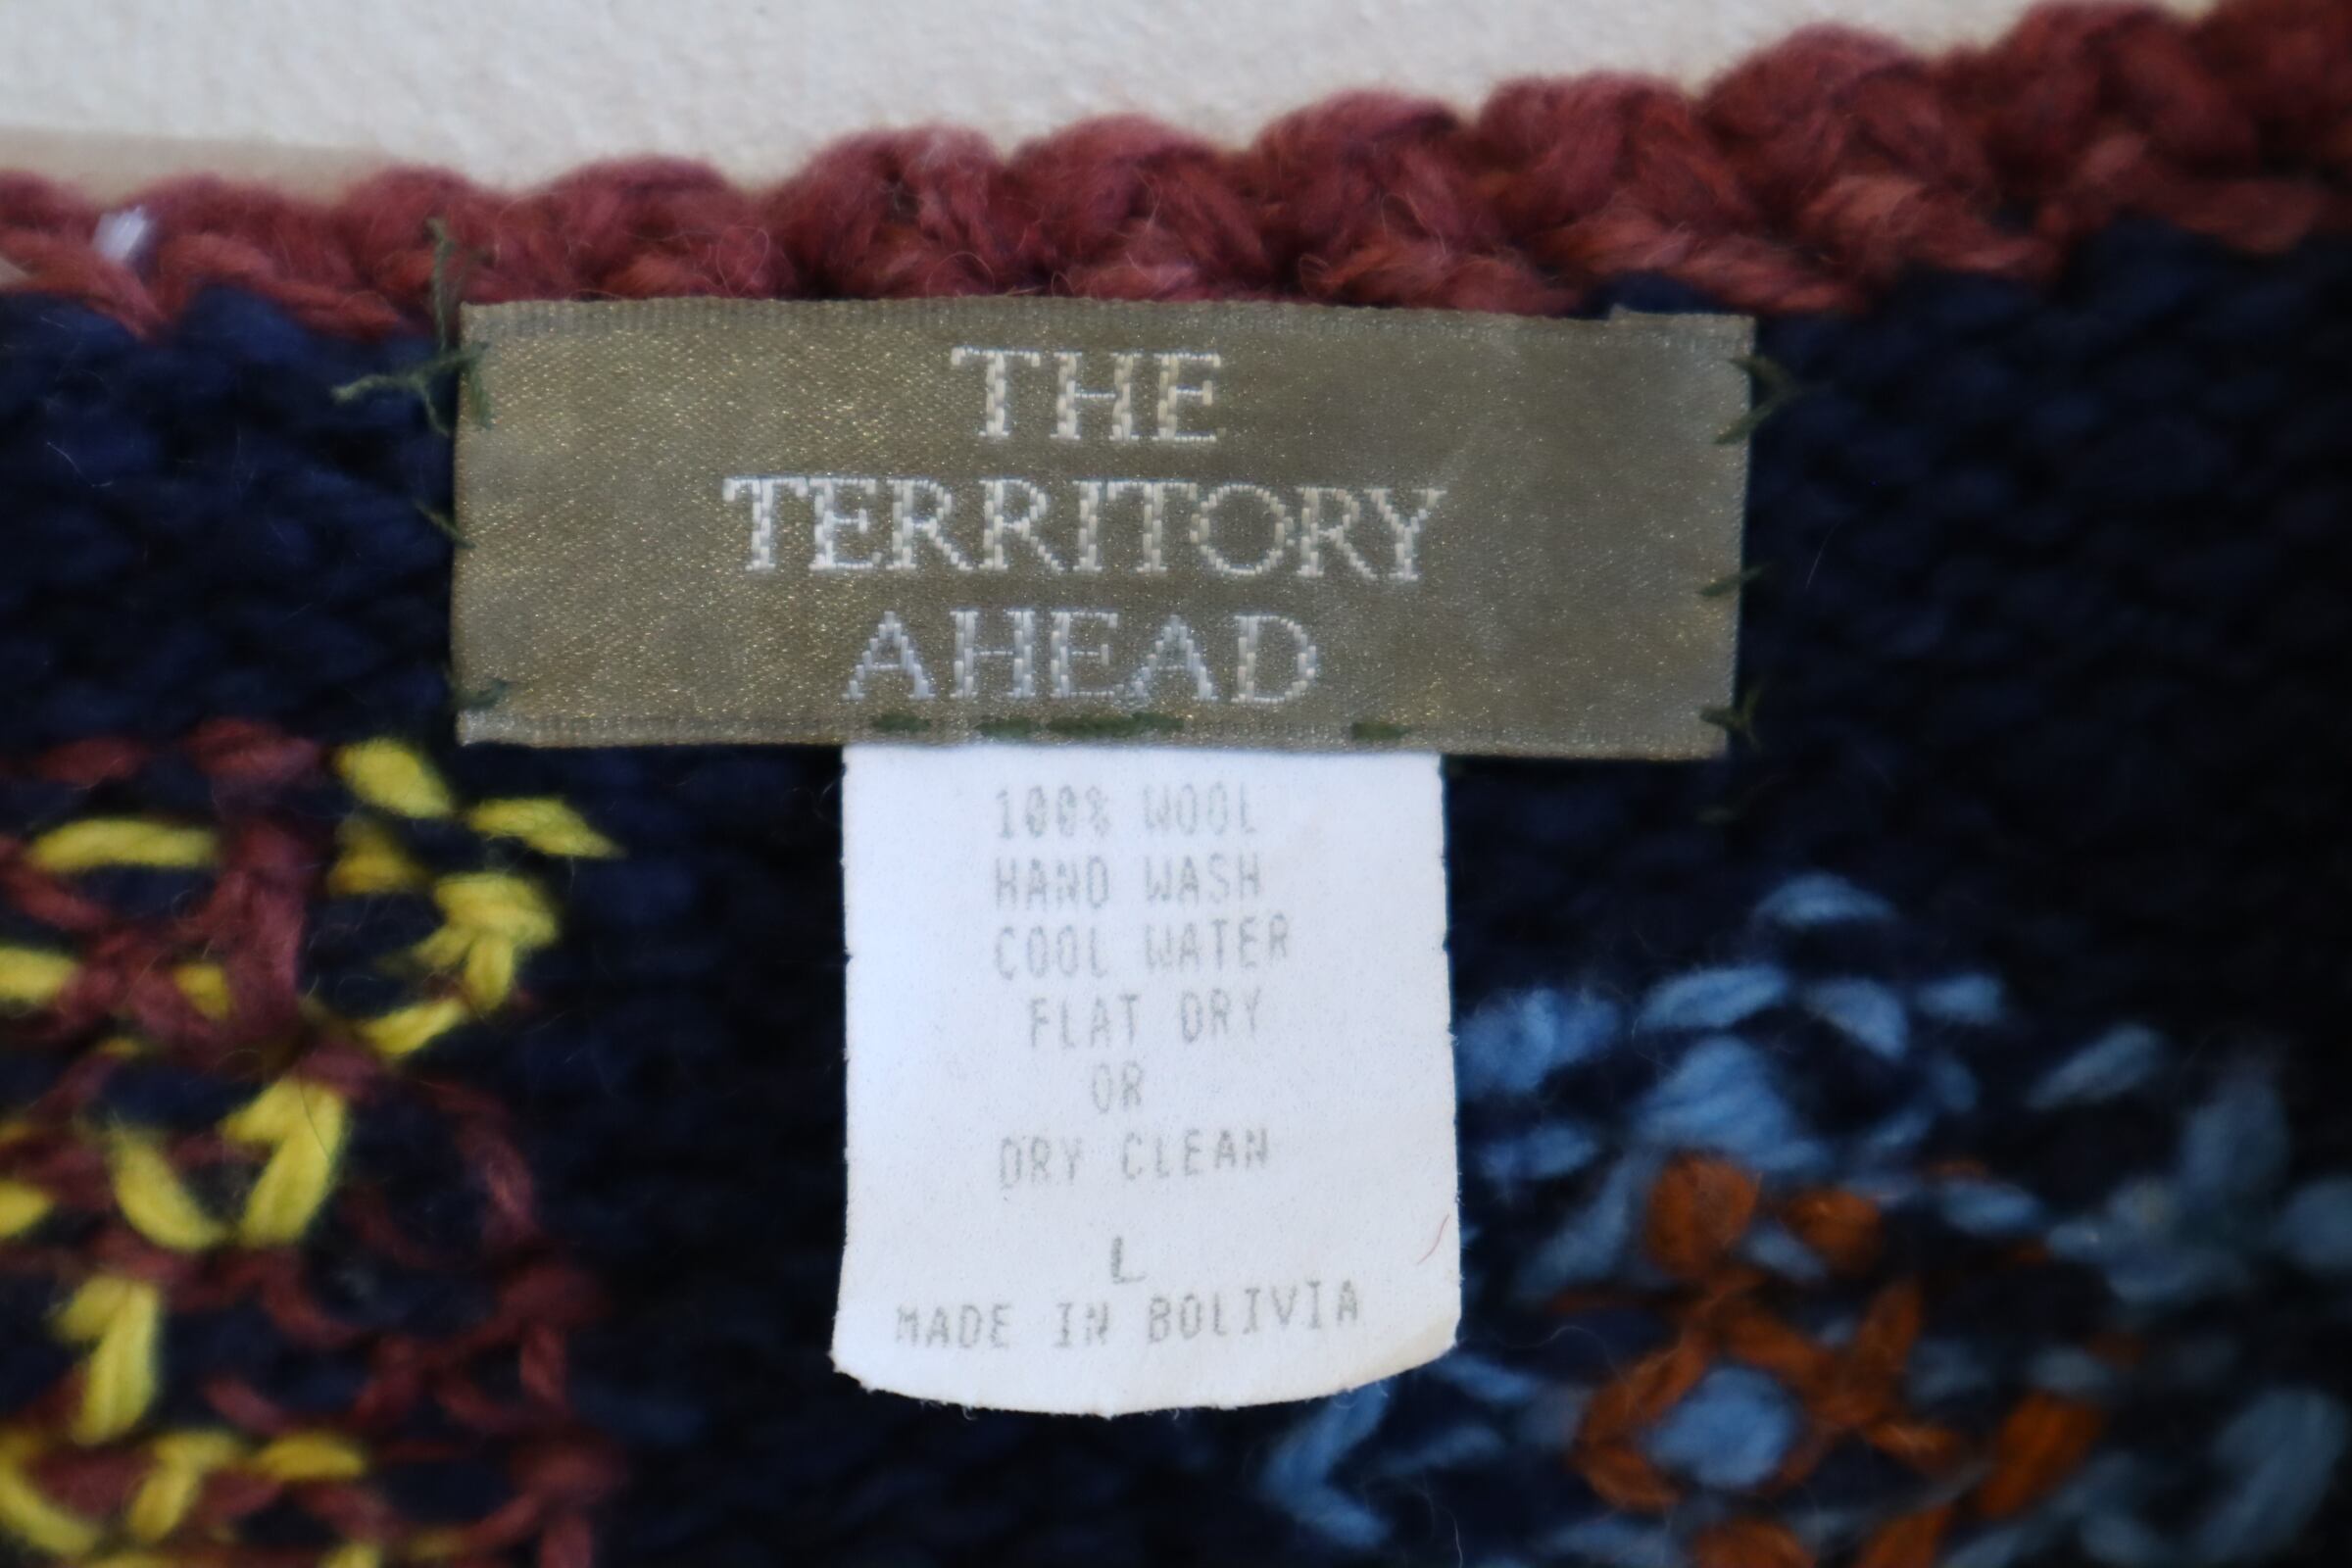 THE
TERRITORY
AHEAD
100% WOOL
HAND WASH
COOL WATER
FLAT DRY
OR
DRY CLEAN
L
MADE IN BOLIVIA